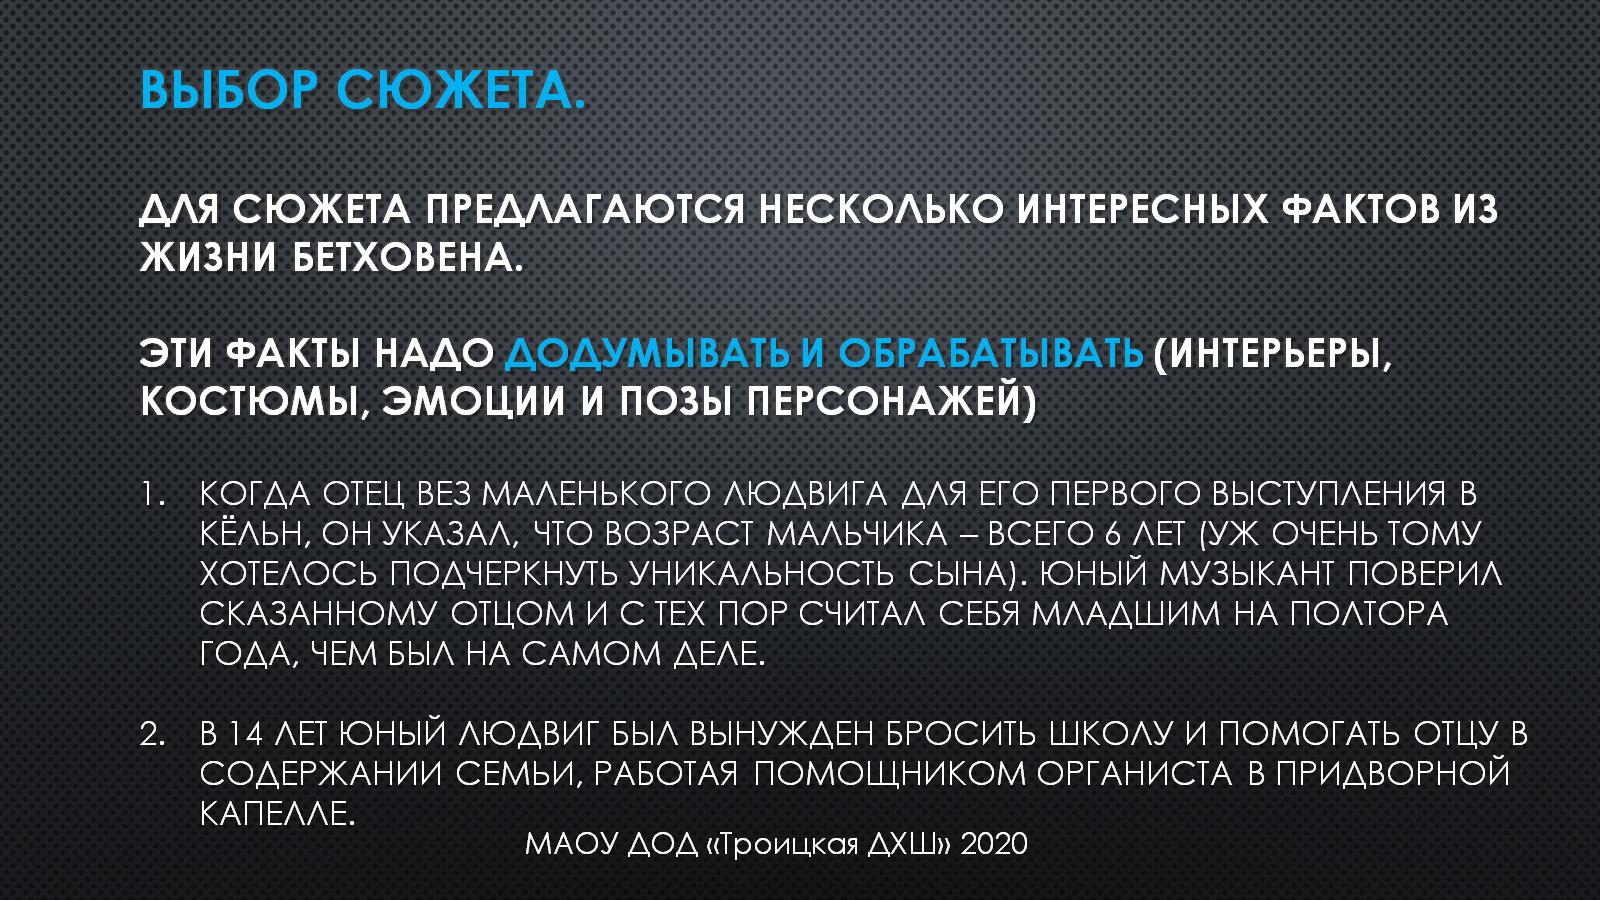 ВЫБОР СЮЖЕТА.
ДЛЯ СЮЖЕТА ПРЕДЛАГАЮТСЯ НЕСКОЛЬКО ИНТЕРЕСНЫХ ФАКТОВ ИЗ
ЖИЗНИ БЕТХОВЕНА.
ЭТИ ФАКТЫ НАДО ДОДУМЫВАТЬ И ОБРАБАТЫВАТЬ (ИНТЕРЬЕРЫ,
КОСТЮМЫ, ЭМОЦИИ И ПОЗЫ ПЕРСОНАЖЕЙ)
1. КОГДА ОТЕЦ ВЕЗ МАЛЕНЬКОГО ЛЮДВИГА ДЛЯ ЕГО ПЕРВОГО ВЫСТУПЛЕНИЯ В
КЁЛЬН, ОН УКАЗАЛ, ЧТО ВОЗРАСТ МАЛЬЧИКА – ВСЕГО 6 ЛЕТ (УЖ ОЧЕНЬ ТОМУ
ХОТЕЛОСЬ ПОДЧЕРКНУТЬ УНИКАЛЬНОСТЬ СЫНА). ЮНЫЙ МУЗЫКАНТ ПОВЕРИЛ
СКАЗАННОМУ ОТЦОМ И С ТЕХ ПОР СЧИТАЛ СЕБЯ МЛАДШИМ НА ПОЛТОРА
ГОДА, ЧЕМ БЫЛ НА САМОМ ДЕЛЕ.
2. В 14 ЛЕТ ЮНЫЙ ЛЮДВИГ БЫЛ ВЫНУЖДЕН БРОСИТЬ ШКОЛУ И ПОМОГАТЬ ОТЦУ В
СОДЕРЖАНИИ СЕМЬИ, РАБОТАЯ ПОМОЩНИКОМ ОРГАНИСТА В ПРИДВОРНОЙ
КАПЕЛЛЕ.
МАОУ ДОД «Троицкая ДХШ» 2020